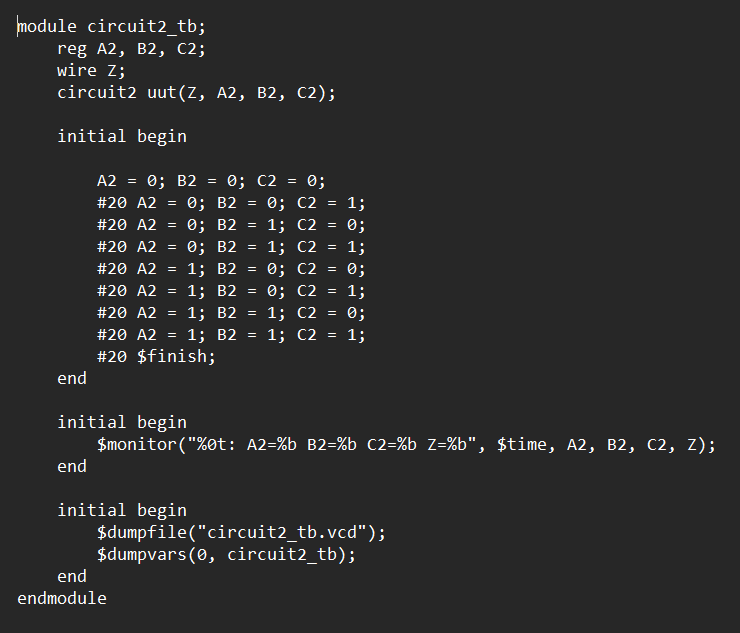 module circuit2_tb;
    reg A2, B2, C2;
    wire Z;
    circuit2 uut(Z, A2, B2, C2);

    initial begin

        A2 = 0; B2 = 0; C2 = 0;
        #20 A2 = 0; B2 = 0; C2 = 1;
        #20 A2 = 0; B2 = 1; C2 = 0;
        #20 A2 = 0; B2 = 1; C2 = 1;
        #20 A2 = 1; B2 = 0; C2 = 0;
        #20 A2 = 1; B2 = 0; C2 = 1;
        #20 A2 = 1; B2 = 1; C2 = 0;
        #20 A2 = 1; B2 = 1; C2 = 1;
        #20 $finish;
    end

    initial begin
        $monitor("%0t: A2=%b B2=%b C2=%b Z=%b", $time, A2, B2, C2, Z);
    end

    initial begin
        $dumpfile("circuit2_tb.vcd");
        $dumpvars(0, circuit2_tb);
    end
endmodule